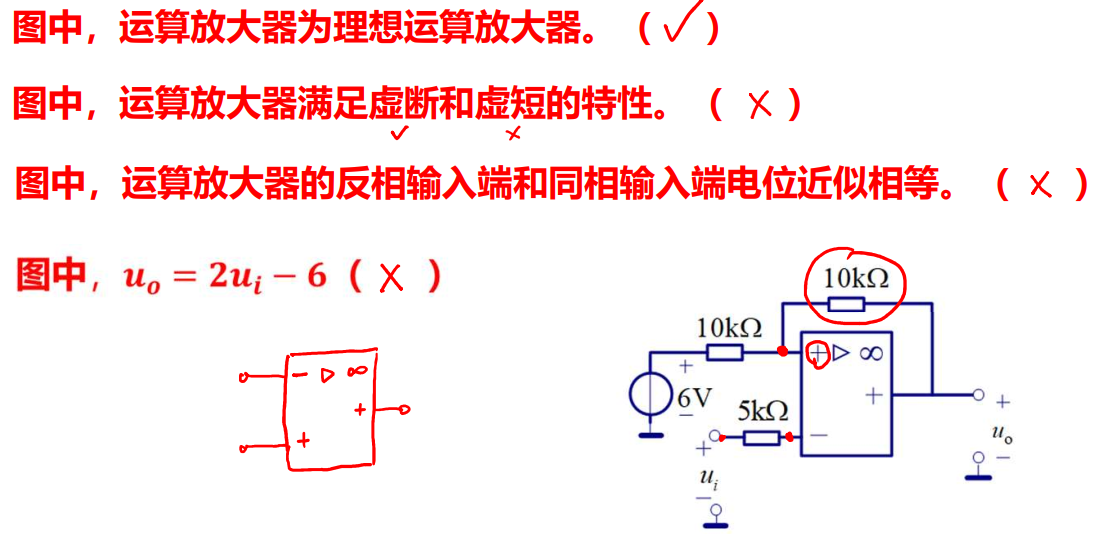 图中，运算放大器为理想运算放大器。（✓）
图中，运算放大器满足虚断和虚短的特性。（×）
✓ ×
图中，运算放大器的反相输入端和同相输入端电位近似相等。（×）
图中，u_o = 2u_i − 6（×）
10kΩ
10kΩ
+ ▷ ∞
+
6V
−
+
5kΩ
−
+
u_i
−
+
u_o
−
− ▷ ∞
+
+